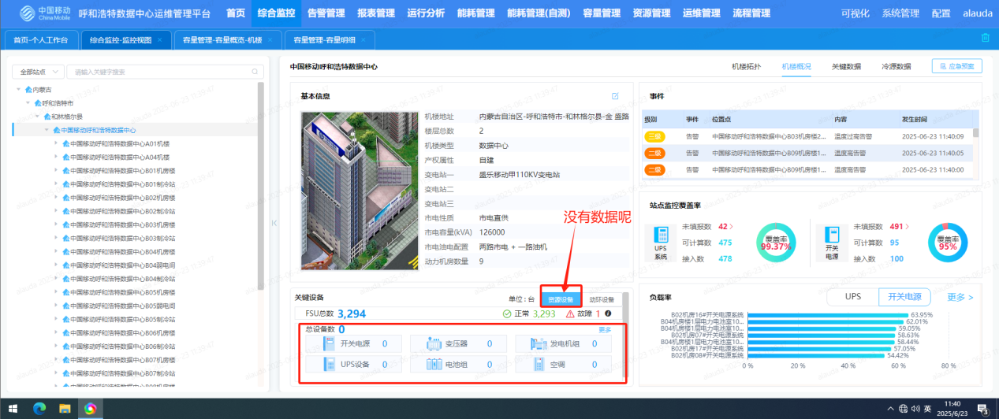 中国移动
China Mobile
呼和浩特数据中心运维管理平台
首页 综合监控 告警管理 报表管理 运行分析 能耗管理 能耗管理(自测) 容量管理 资源管理 运维管理 流程管理
可视化 系统管理 配置 alauda
首页-个人工作台 综合监控-监控视图 × 容量管理-容量概览-机楼 × 容量管理-容量明细 ×
全部站点 请输入关键字搜索
内蒙古
呼和浩特市
和林格尔县
中国移动呼和浩特数据中心
中国移动呼和浩特数据中心A01机楼
中国移动呼和浩特数据中心A04机楼
中国移动呼和浩特数据中心B01机房楼
中国移动呼和浩特数据中心B01制冷站
中国移动呼和浩特数据中心B02机房楼
中国移动呼和浩特数据中心B02制冷站
中国移动呼和浩特数据中心B03机房楼
中国移动呼和浩特数据中心B03制冷站
中国移动呼和浩特数据中心B04机房楼
中国移动呼和浩特数据中心B04弱电间
中国移动呼和浩特数据中心B04制冷站
中国移动呼和浩特数据中心B05机房楼
中国移动呼和浩特数据中心B05弱电间
中国移动呼和浩特数据中心B05制冷站
中国移动呼和浩特数据中心B06机房楼
中国移动呼和浩特数据中心B06制冷站
中国移动呼和浩特数据中心B07机房楼
中国移动呼和浩特数据中心B07制冷站
中国移动呼和浩特数据中心B08机房楼
中国移动呼和浩特数据中心
机楼拓扑 机楼概况 关键数据 冷源数据 应急预案
基本信息
机楼地址 内蒙古自治区-呼和浩特市-和林格尔县-金 盛路
楼层总数 2
机楼类型 数据中心
产权属性 自建
变电站一 盛乐移动甲110KV变电站
变电站二
变电站三
市电性质 市电直供
市电容量(kVA) 126000
市电油电配置 两路市电 + 一路油机
动力机房数量 9
没有数据呢
关键设备
单位：台 资源设备 动环设备
FSU总数 3,294
正常 3,293 故障 1
总设备数 0
更多
开关电源 0 变压器 0 发电机组 0
UPS设备 0 电池组 0 空调 0
事件
级别 事件 位置点 内容 发生时间
三级 告警 中国移动呼和浩特数据中心B03机房楼2... 温度过高告警 2025-06-23 11:40:09
二级 告警 中国移动呼和浩特数据中心B09机房楼1... 温度高告警 2025-06-23 11:40:05
二级 告警 中国移动呼和浩特数据中心B09机房楼1... 温度高告警 2025-06-23 11:40:00
站点监控覆盖率
UPS
系统
未填报数 42 >
可计算数 475
接入数 478
覆盖率
99.37%
开关
电源
未填报数 491 >
可计算数 95
接入数 100
覆盖率
95%
负载率
UPS 开关电源 更多 >
B02机房16#开关电源系统 63.95%
B04机房楼1层电力电池室10... 62.01%
B04机房楼1层电力电池室10... 59.05%
B02机房07#开关电源系统 58.63%
B04机房楼1层电力电池室10... 58.44%
B02机房17#开关电源系统 57.05%
B02机房08#开关电源系统 54.42%
0 % 20 % 40 % 60 % 80 %
英
11:40
2025/6/23
3
alauda 2025-06-23 11:39:47